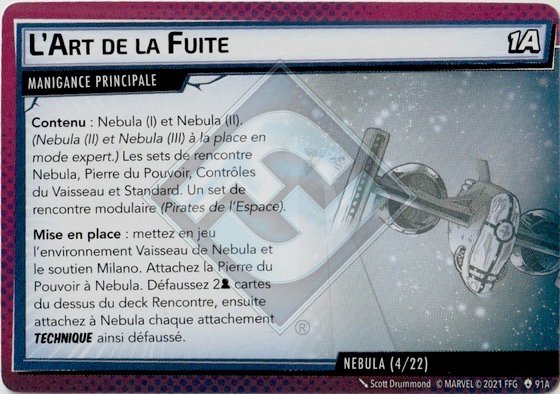 L'Art de la Fuite
1A
Manigance Principale
Contenu : Nebula (I) et Nebula (II).
(Nebula (II) et Nebula (III) à la place en
mode expert.) Les sets de rencontre
Nebula, Pierre du Pouvoir, Contrôles
du Vaisseau et Standard. Un set de
rencontre modulaire (Pirates de l'Espace).
Mise en place : mettez en jeu
l'environnement Vaisseau de Nebula et
le soutien Milano. Attachez la Pierre du
Pouvoir à Nebula. Défaussez 2 cartes
du dessus du deck Rencontre, ensuite
attachez à Nebula chaque attachement
TECHNIQUE ainsi défaussé.
®
NEBULA (4/22)
Scott Drummond © MARVEL © 2021 FFG 91A